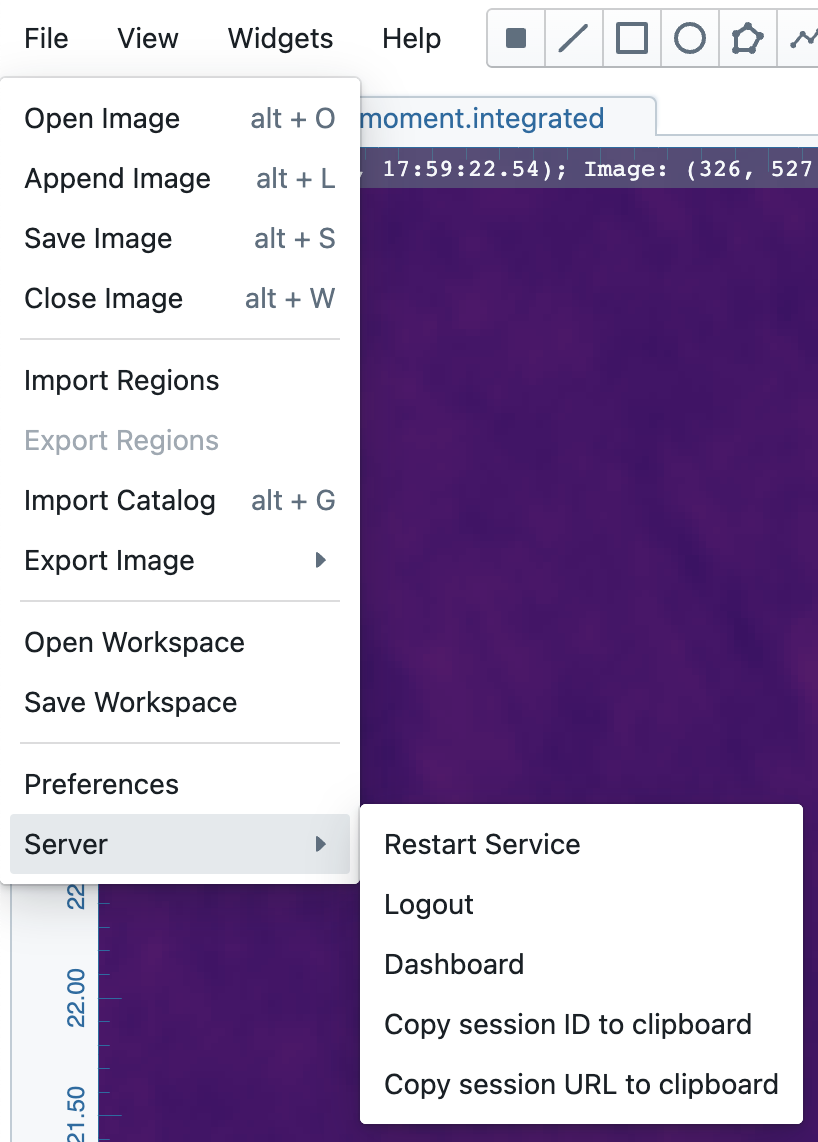 File View Widgets Help
Open Image alt + O
moment.integrated
Append Image alt + L
, 17:59:22.54); Image: (326, 527
Save Image alt + S
Close Image alt + W
Import Regions
Export Regions
Import Catalog alt + G
Export Image
Open Workspace
Save Workspace
Preferences
Server
Restart Service
Logout
Dashboard
Copy session ID to clipboard
Copy session URL to clipboard
22
22.00
21.50